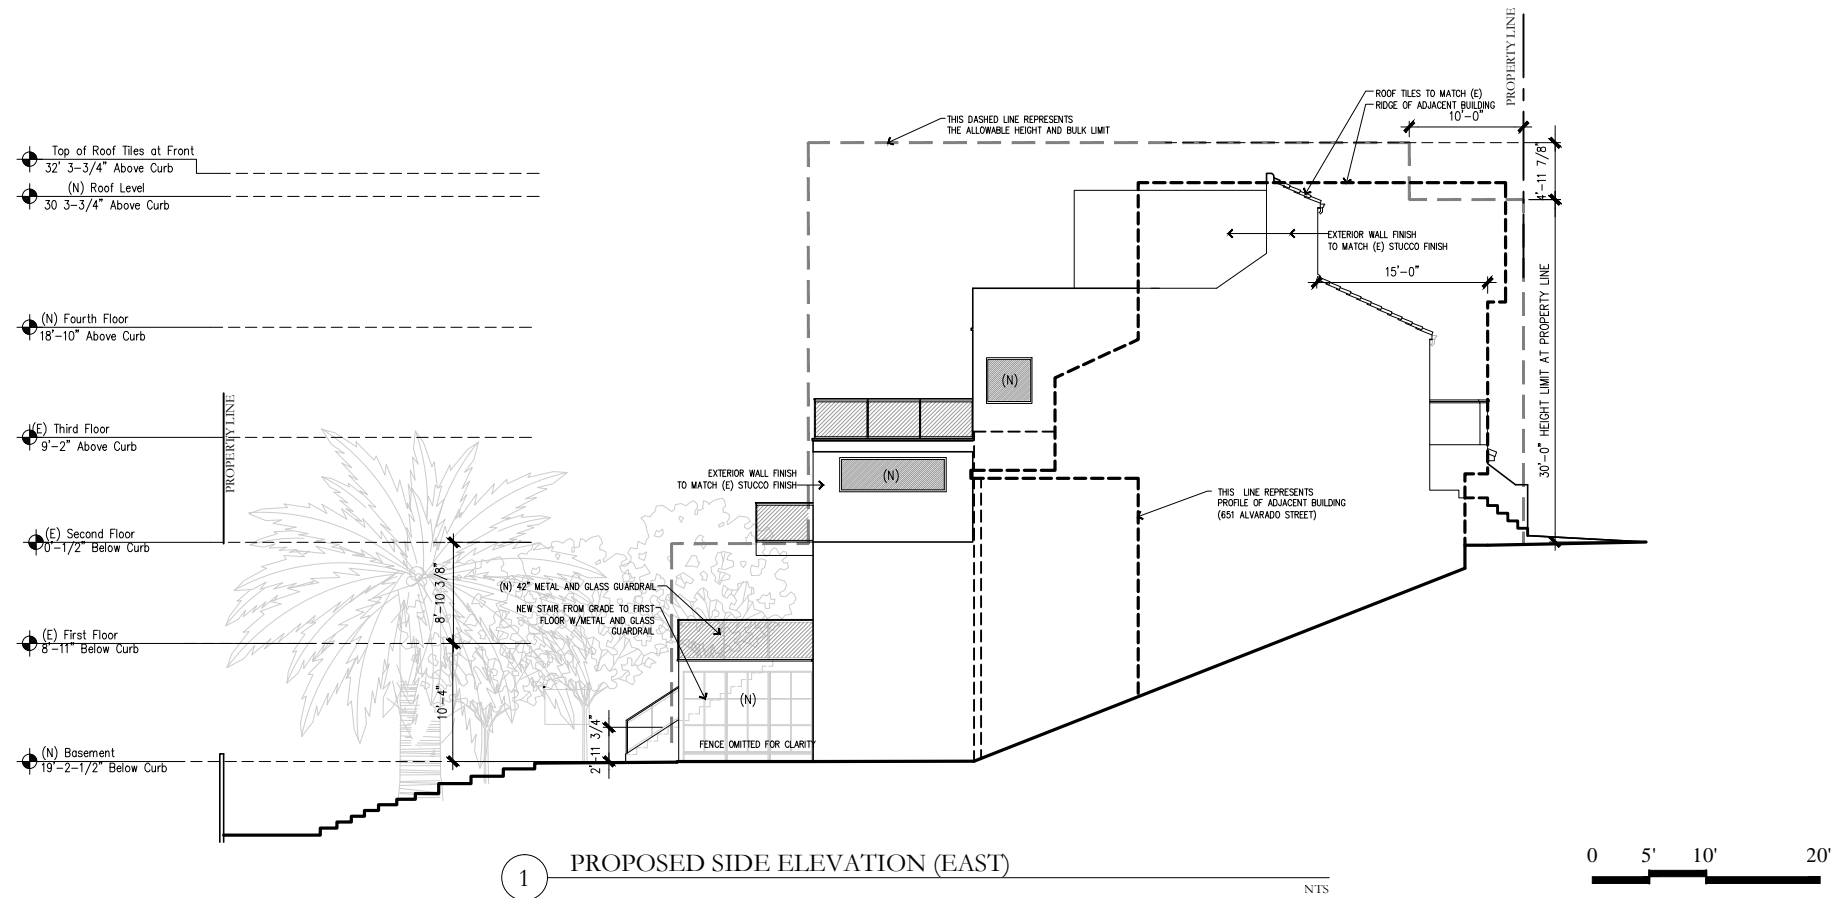 PROPERTY LINE
ROOF TILES TO MATCH (E)
RIDGE OF ADJACENT BUILDING
10'-0"
THIS DASHED LINE REPRESENTS
THE ALLOWABLE HEIGHT AND BULK LIMIT
4'-11 7/8"
Top of Roof Tiles at Front
32' 3-3/4" Above Curb
(N) Roof Level
30 3-3/4" Above Curb
EXTERIOR WALL FINISH
TO MATCH (E) STUCCO FINISH
15'-0"
30'-0" HEIGHT LIMIT AT PROPERTY LINE
(N) Fourth Floor
18'-10" Above Curb
(N)
PROPERTY LINE
(E) Third Floor
9'-2" Above Curb
EXTERIOR WALL FINISH
TO MATCH (E) STUCCO FINISH
(N)
THIS LINE REPRESENTS
PROFILE OF ADJACENT BUILDING
(651 ALVARADO STREET)
(E) Second Floor
0'-1/2" Below Curb
8'-10 3/8"
(N) 42" METAL AND GLASS GUARDRAIL
NEW STAIR FROM GRADE TO FIRST
FLOOR W/METAL AND GLASS
GUARDRAIL
(E) First Floor
8'-11" Below Curb
10'-4"
(N)
2'-11 3/4"
FENCE OMITTED FOR CLARITY
(N) Basement
19'-2-1/2" Below Curb
1
PROPOSED SIDE ELEVATION (EAST)
NTS
0 5' 10' 20'